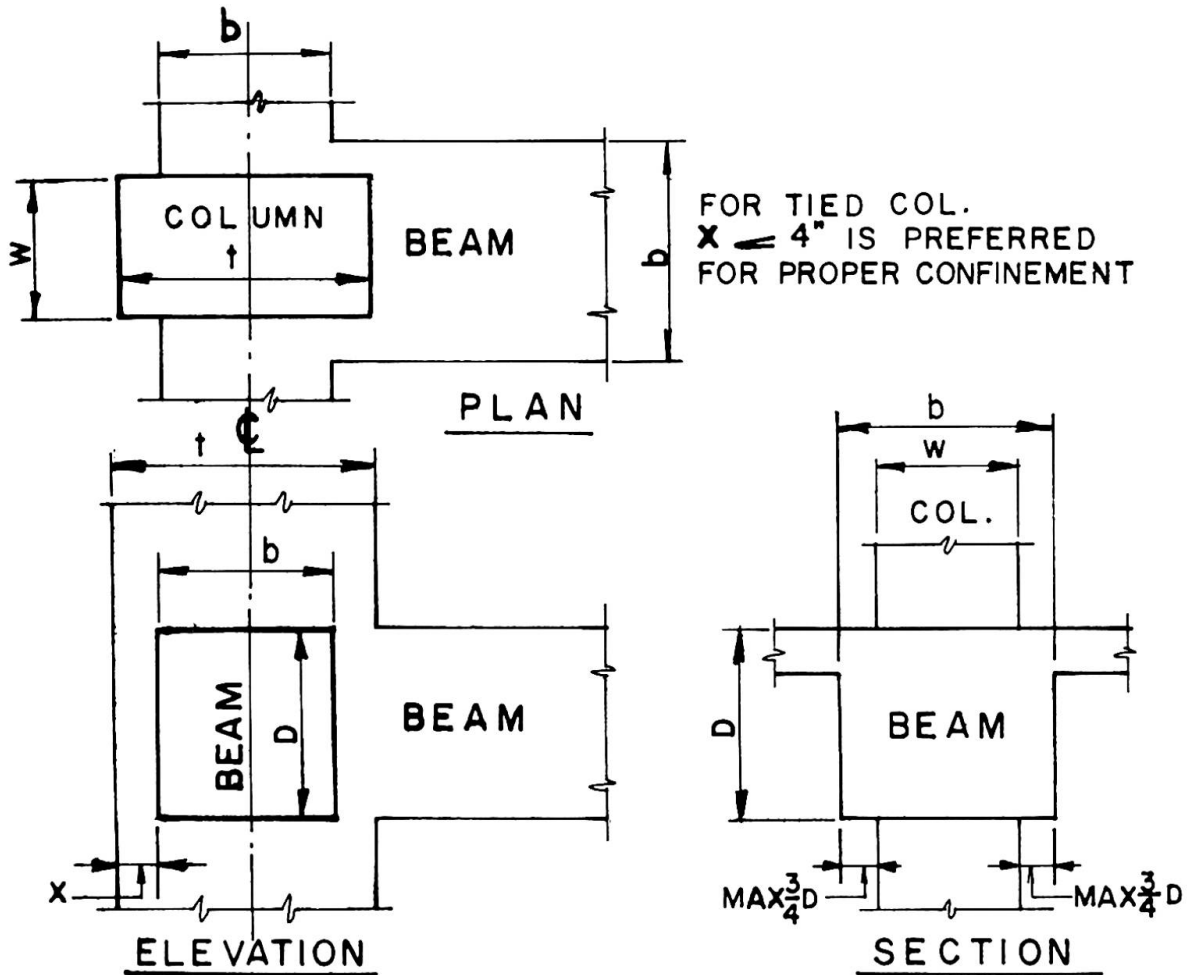 b
COLUMN
t
W
BEAM
b
FOR TIED COL.
X < 4" IS PREFERRED
FOR PROPER CONFINEMENT
PLAN
℄
t
b
BEAM
D
BEAM
X
ELEVATION
b
W
COL.
D
BEAM
MAX 3/4 D
MAX 3/4 D
SECTION